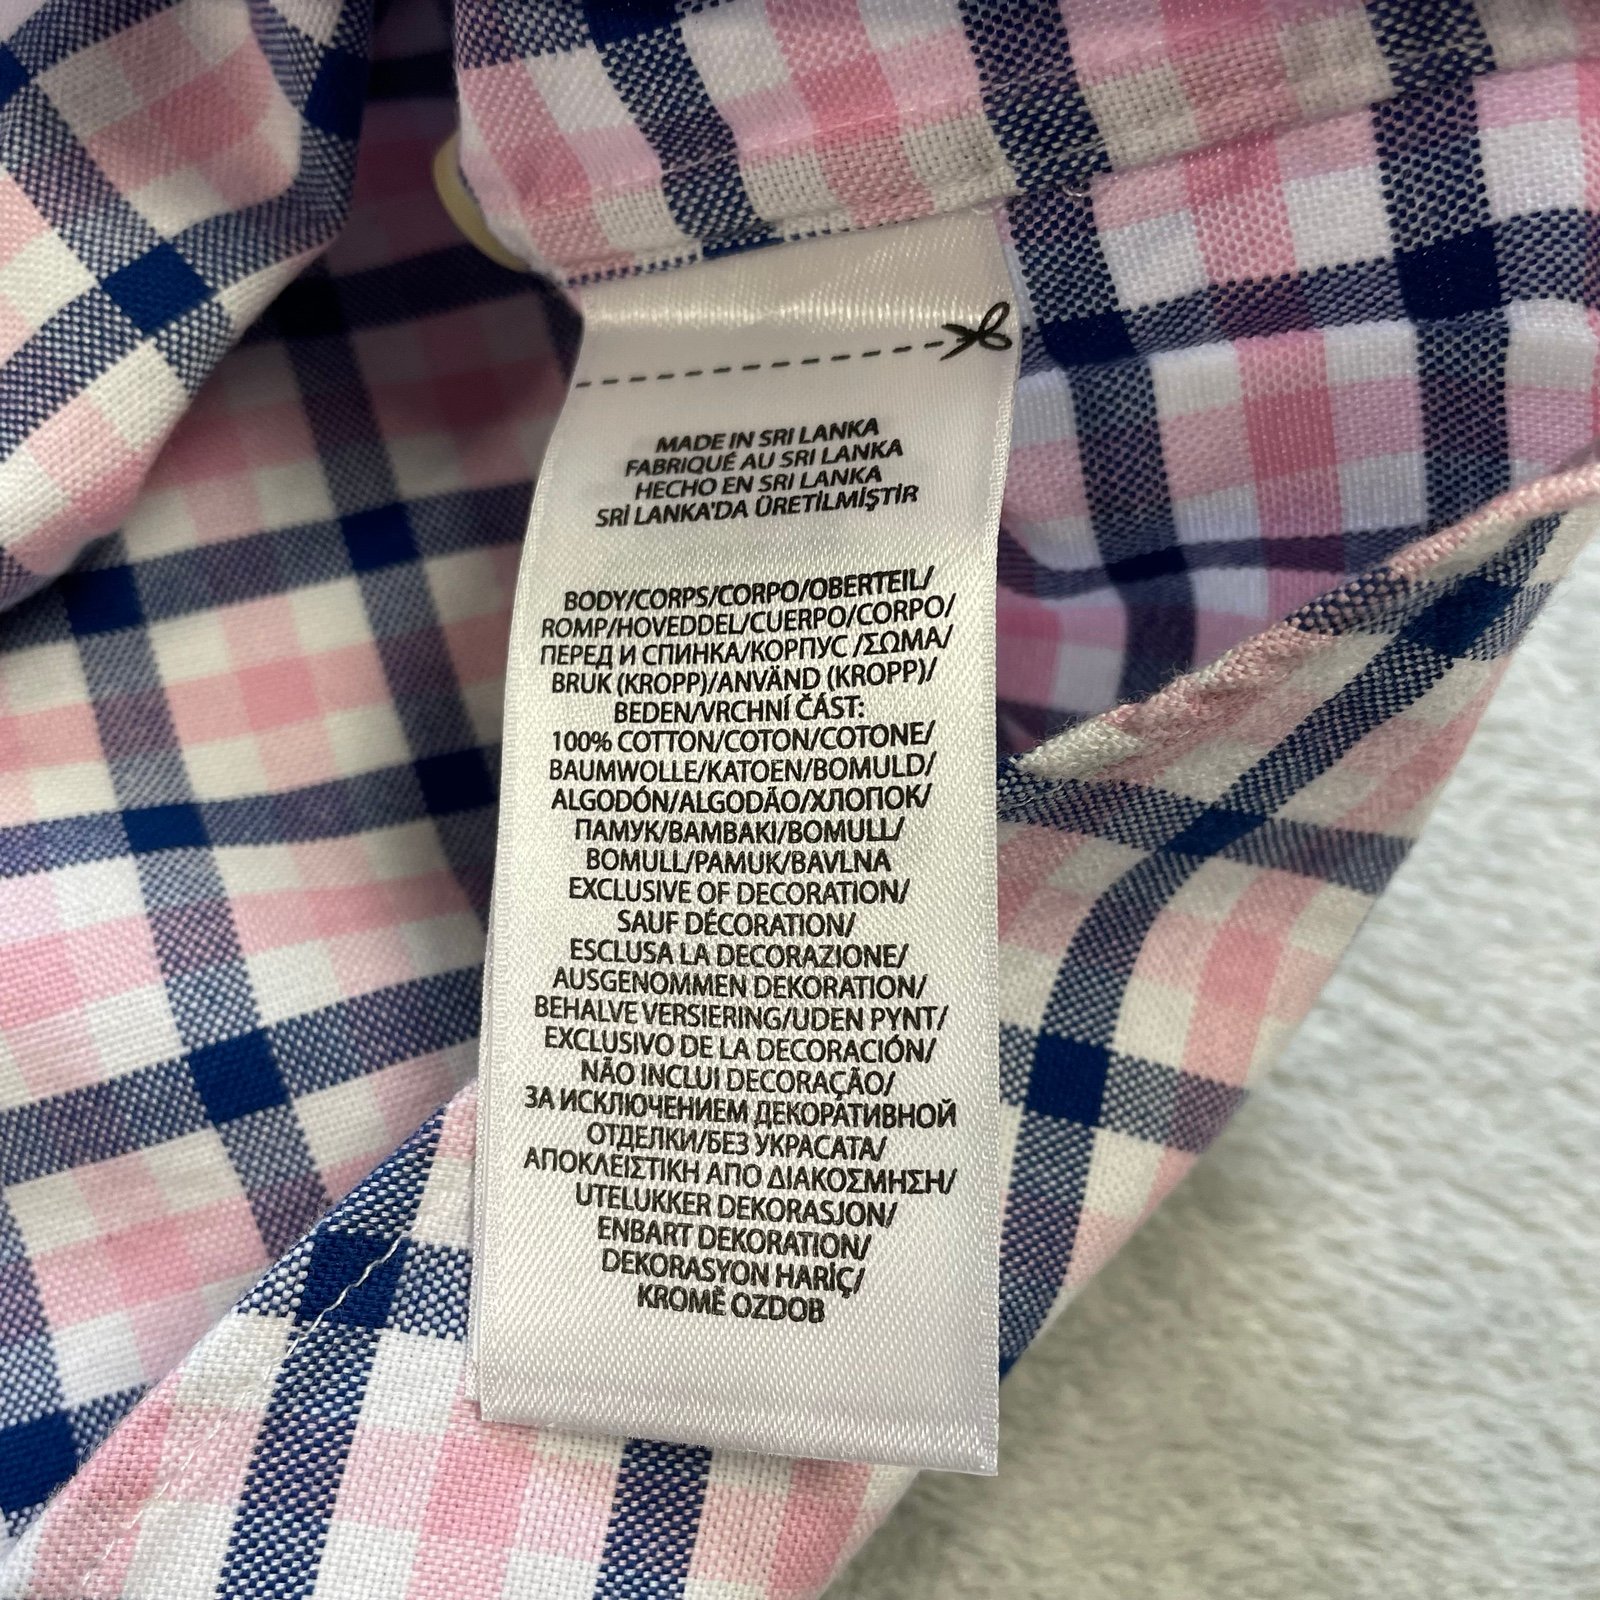 MADE IN SRI LANKA
FABRIQUÉ AU SRI LANKA
HECHO EN SRI LANKA
SRİ LANKA'DA ÜRETİLMİŞTİR
BODY/CORPS/CORPO/OBERTEIL/
ROMP/HOVEDDEL/CUERPO/CORPO/
ПЕРЕД И СПИНКА/КОРПУС /ΣΩΜΑ/
BRUK (KROPP)/ANVÄND (KROPP)/
BEDEN/VRCHNÍ ČÁST:
100% COTTON/COTON/COTONE/
BAUMWOLLE/KATOEN/BOMULD/
ALGODÓN/ALGODÃO/ХЛОПОК/
ПАМУК/ΒΑΜΒΑΚΙ/BOMULL/
BOMULL/PAMUK/BAVLNA
EXCLUSIVE OF DECORATION/
SAUF DÉCORATION/
ESCLUSA LA DECORAZIONE/
AUSGENOMMEN DEKORATION/
BEHALVE VERSIERING/UDEN PYNT/
EXCLUSIVO DE LA DECORACIÓN/
NÃO INCLUI DECORAÇÃO/
ЗА ИСКЛЮЧЕНИЕМ ДЕКОРАТИВНОЙ
ОТДЕЛКИ/БЕЗ УКРАСАТА/
ΑΠΟΚΛΕΙΣΤΙΚΗ ΑΠΟ ΔΙΑΚΟΣΜΗΣΗ/
UTELUKKER DEKORASJON/
ENBART DEKORATION/
DEKORASYON HARİÇ/
KROMĚ OZDOB